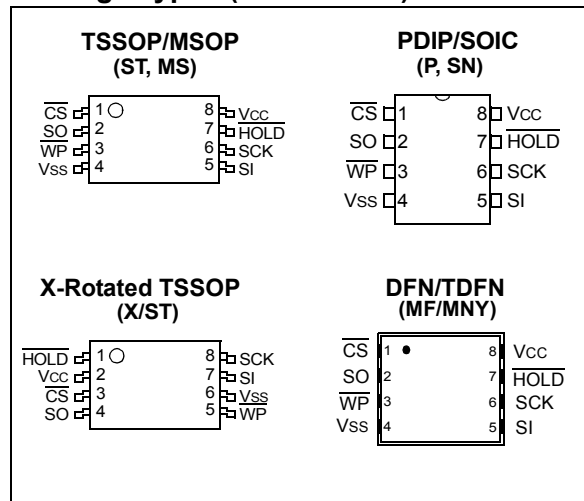 TSSOP/MSOP
(ST, MS)
CS 1 8 VCC
SO 2 7 HOLD
WP 3 6 SCK
VSS 4 5 SI
PDIP/SOIC
(P, SN)
CS 1 8 VCC
SO 2 7 HOLD
WP 3 6 SCK
VSS 4 5 SI
X-Rotated TSSOP
(X/ST)
HOLD 1 8 SCK
VCC 2 7 SI
CS 3 6 VSS
SO 4 5 WP
DFN/TDFN
(MF/MNY)
CS 1 8 VCC
SO 2 7 HOLD
WP 3 6 SCK
VSS 4 5 SI